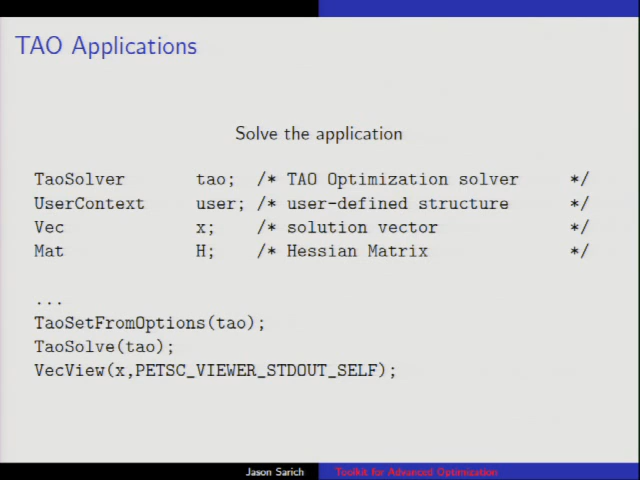 TAO Applications
Solve the application
TaoSolver tao; /* TAO Optimization solver */
UserContext user; /* user-defined structure */
Vec x; /* solution vector */
Mat H; /* Hessian Matrix */
...
TaoSetFromOptions(tao);
TaoSolve(tao);
VecView(x,PETSC_VIEWER_STDOUT_SELF);
Jason Sarich Toolkit for Advanced Optimization